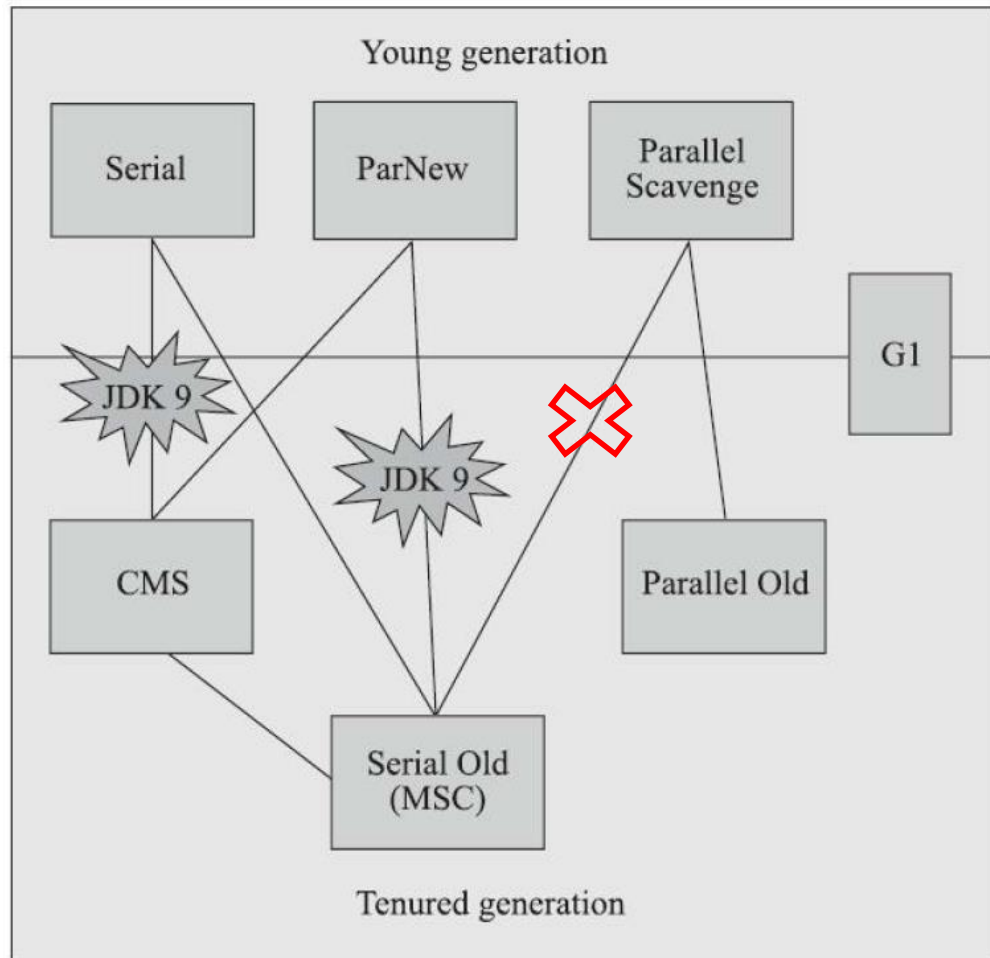 Young generation
Serial
ParNew
Parallel
Scavenge
G1
JDK 9
JDK 9
CMS
Parallel Old
Serial Old
(MSC)
Tenured generation